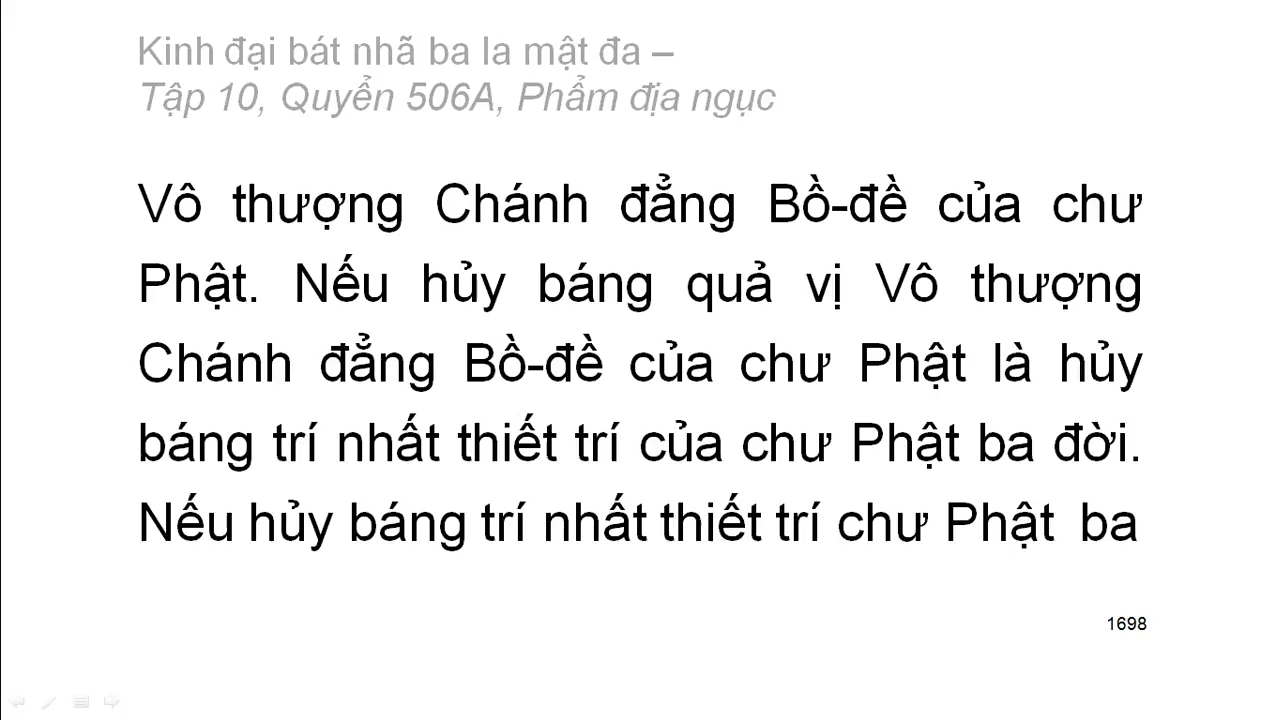 Kinh đại bát nhã ba la mật đa –
Tập 10, Quyển 506A, Phẩm địa ngục
Vô thượng Chánh đẳng Bồ-đề của chư
Phật. Nếu hủy báng quả vị Vô thượng
Chánh đẳng Bồ-đề của chư Phật là hủy
báng trí nhất thiết trí của chư Phật ba đời.
Nếu hủy báng trí nhất thiết trí chư Phật ba
1698